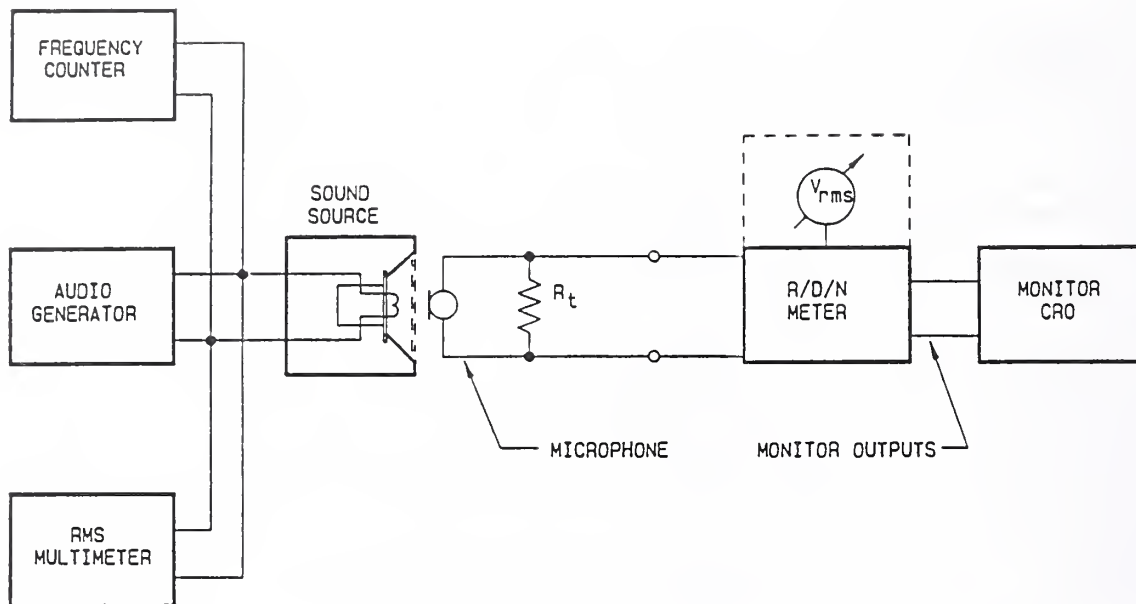 FREQUENCY
COUNTER
SOUND
SOURCE
Vrms
AUDIO
GENERATOR
Rt
R/D/N
METER
MONITOR
CRO
MICROPHONE
MONITOR OUTPUTS
RMS
MULTIMETER